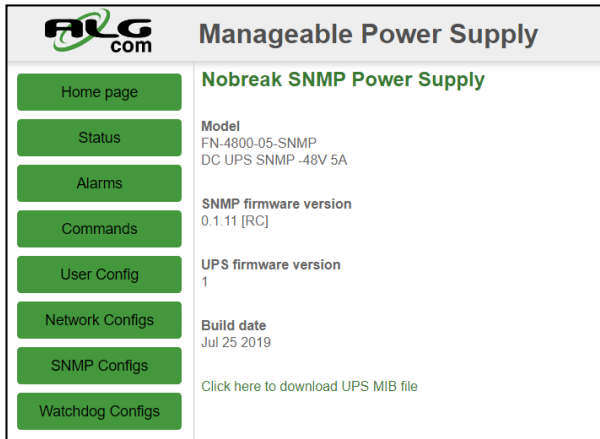 ALG
com
Manageable Power Supply
Home page
Status
Alarms
Commands
User Config
Network Configs
SNMP Configs
Watchdog Configs
Nobreak SNMP Power Supply
Model
FN-4800-05-SNMP
DC UPS SNMP -48V 5A
SNMP firmware version
0.1.11 [RC]
UPS firmware version
1
Build date
Jul 25 2019
Click here to download UPS MIB file